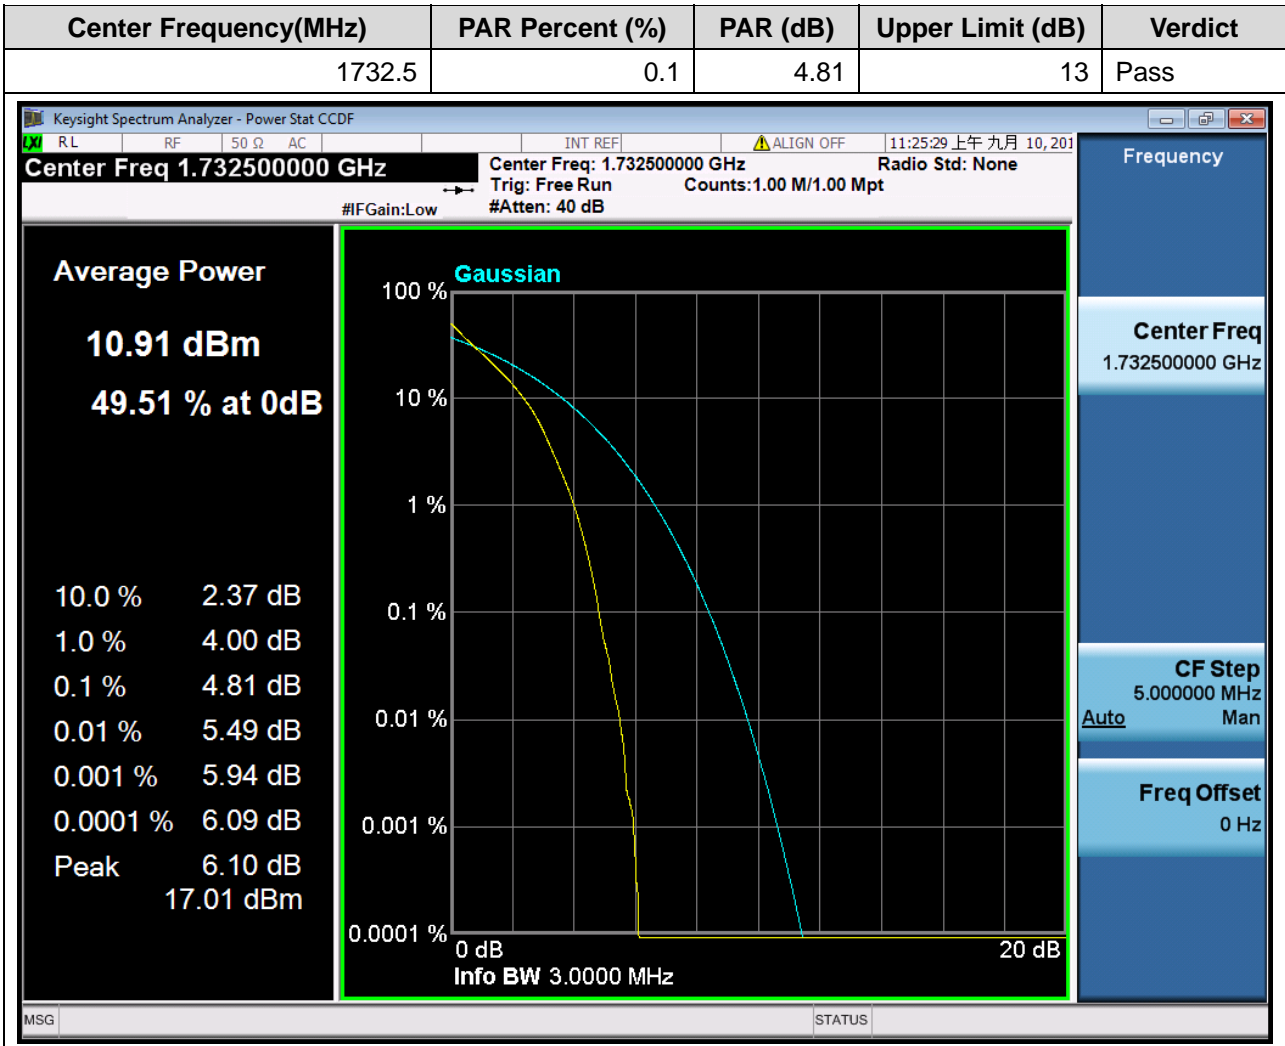 Center Frequency(MHz) PAR Percent (%) PAR (dB) Upper Limit (dB) Verdict
1732.5 0.1 4.81 13 Pass
Keysight Spectrum Analyzer - Power Stat CCDF
LXI RL RF 50 Ω AC INT REF ALIGN OFF 11:25:29 上午 九月 10, 201
Center Freq 1.732500000 GHz
Center Freq: 1.732500000 GHz Radio Std: None
Trig: Free Run Counts:1.00 M/1.00 Mpt
#IFGain:Low #Atten: 40 dB
Frequency
Average Power
10.91 dBm
49.51 % at 0dB
10.0 % 2.37 dB
1.0 % 4.00 dB
0.1 % 4.81 dB
0.01 % 5.49 dB
0.001 % 5.94 dB
0.0001 % 6.09 dB
Peak 6.10 dB
17.01 dBm
Gaussian
100 %
10 %
1 %
0.1 %
0.01 %
0.001 %
0.0001 %
0 dB 20 dB
Info BW 3.0000 MHz
Center Freq
1.732500000 GHz
CF Step
5.000000 MHz
Auto Man
Freq Offset
0 Hz
MSG STATUS